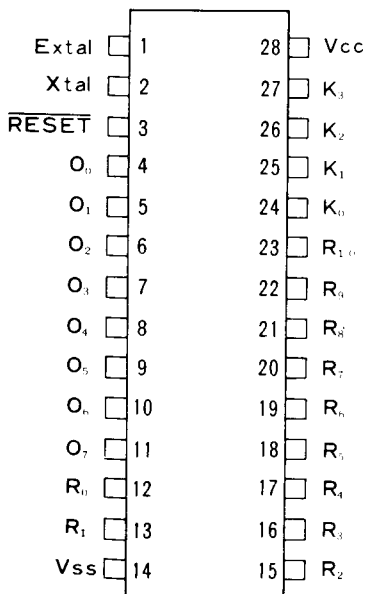 Extal 1 28 Vcc
Xtal 2 27 K₃
RESET 3 26 K₂
O₀ 4 25 K₁
O₁ 5 24 K₀
O₂ 6 23 R₁₀
O₃ 7 22 R₉
O₄ 8 21 R₈
O₅ 9 20 R₇
O₆ 10 19 R₆
O₇ 11 18 R₅
R₀ 12 17 R₄
R₁ 13 16 R₃
Vss 14 15 R₂